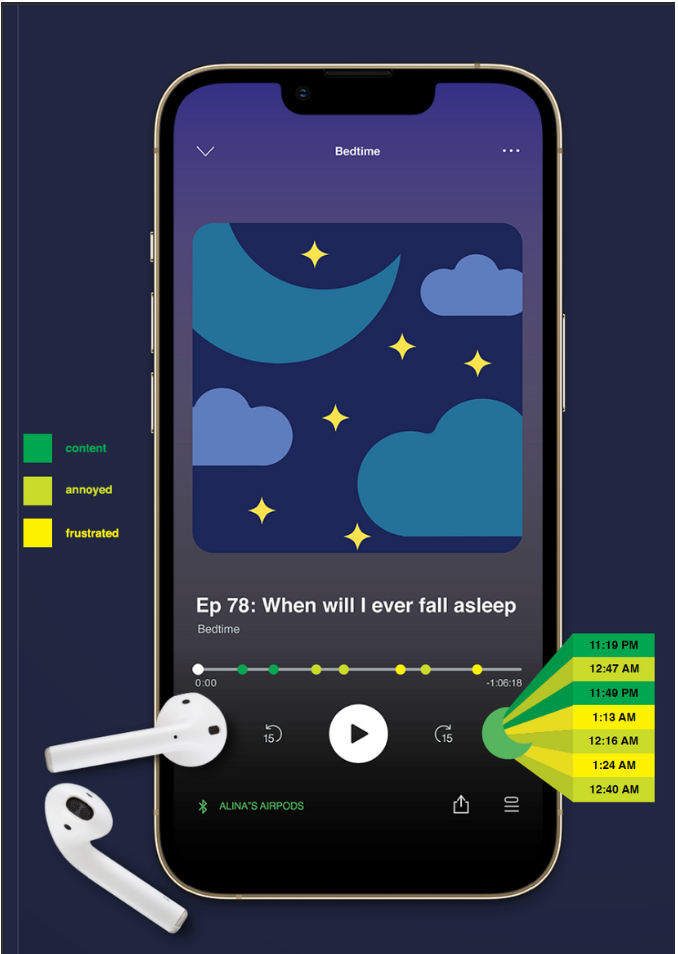 Bedtime
content
annoyed
frustrated
Ep 78: When will I ever fall asleep
Bedtime
0:00
-1:06:18
11:19 PM
12:47 AM
11:49 PM
1:13 AM
12:16 AM
1:24 AM
12:40 AM
15
15
ALINA"S AIRPODS